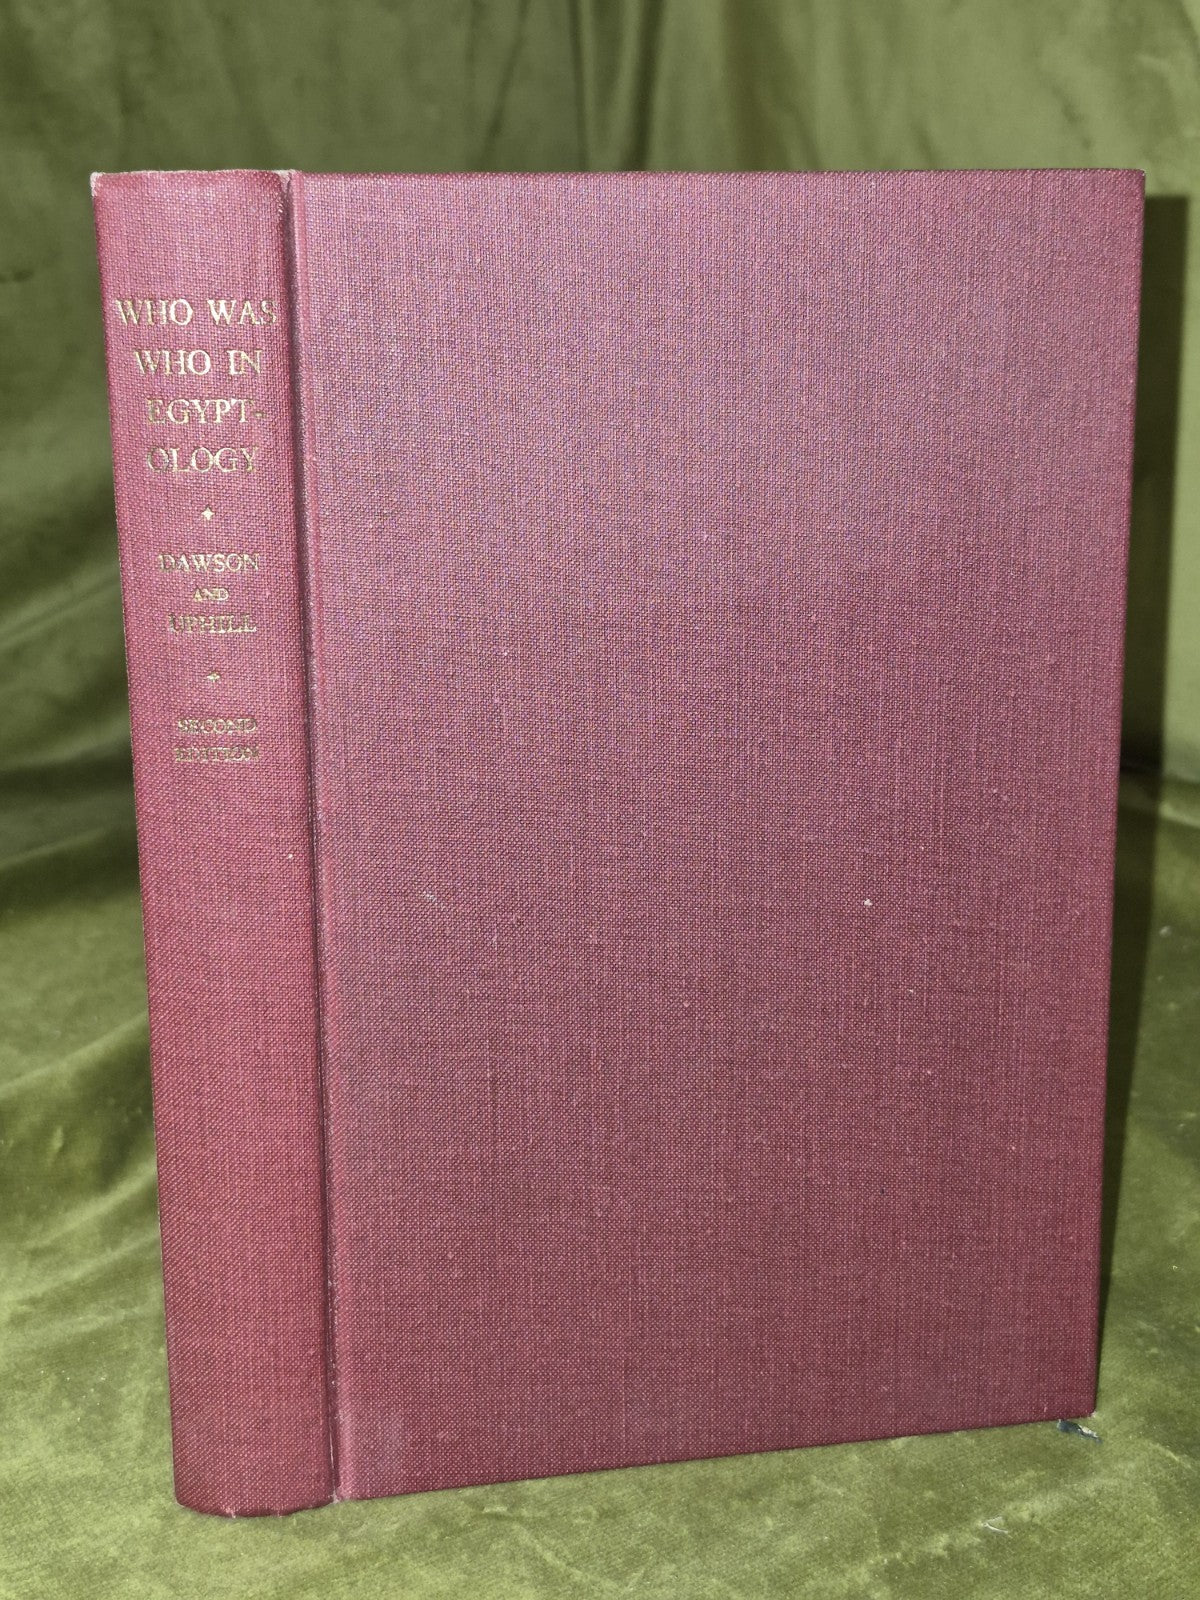 WHO WAS
WHO IN
EGYPT-
OLOGY
DAWSON
AND
UPHILL
SECOND
EDITION